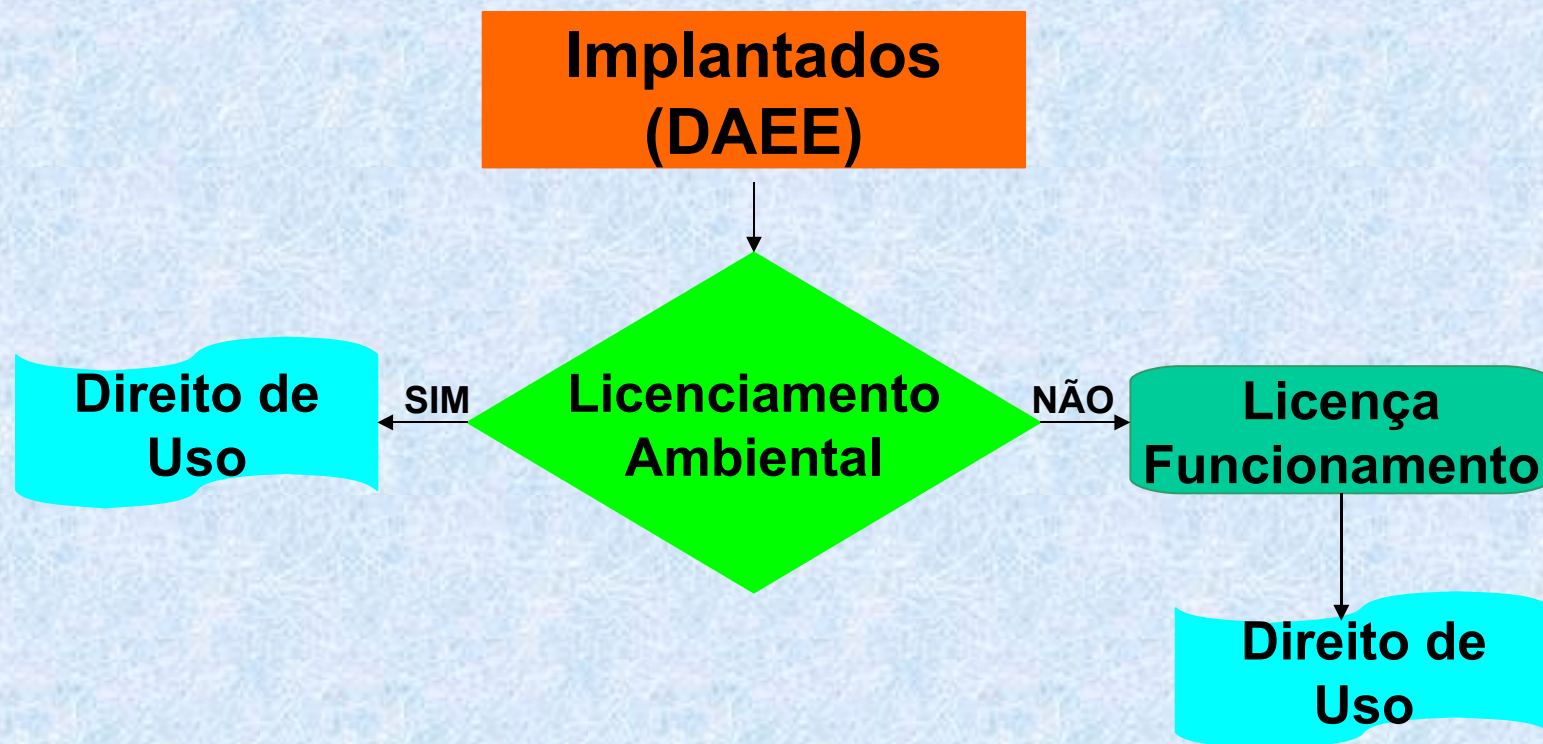 Implantados
(DAEE)
Direito de
Uso
SIM
Licenciamento
Ambiental
NÃO
Licença
Funcionamento
Direito de
Uso